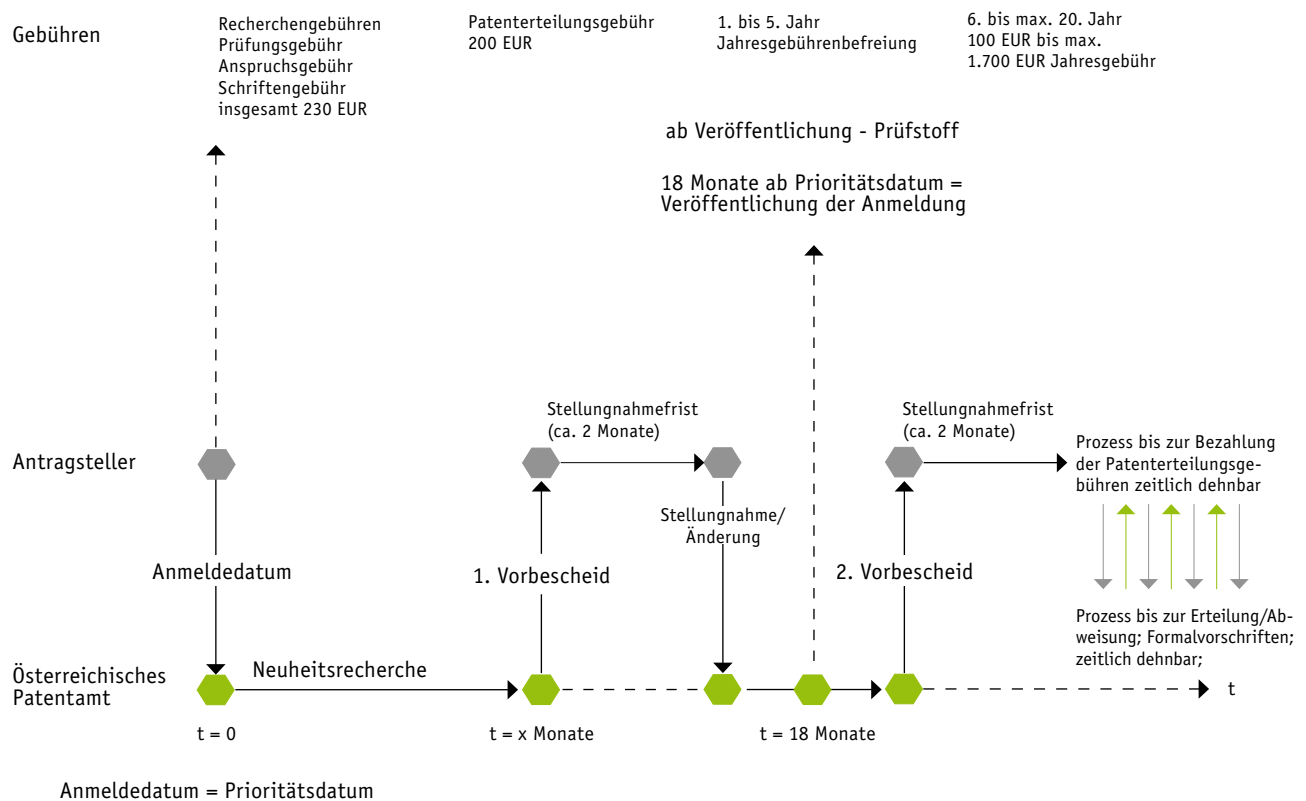 Gebühren
Recherchengebühren
Prüfungsgebühr
Anspruchsgebühr
Schriftengebühr
insgesamt 230 EUR
Patenterteilungsgebühr
200 EUR
1. bis 5. Jahr
Jahresgebührenbefreiung
6. bis max. 20. Jahr
100 EUR bis max.
1.700 EUR Jahresgebühr
ab Veröffentlichung - Prüfstoff
18 Monate ab Prioritätsdatum =
Veröffentlichung der Anmeldung
Antragsteller
Stellungnahmefrist
(ca. 2 Monate)
Stellungnahmefrist
(ca. 2 Monate)
Prozess bis zur Bezahlung
der Patenterteilungsge-
bühren zeitlich dehnbar
Anmeldedatum
1. Vorbescheid
Stellungnahme/
Änderung
2. Vorbescheid
Prozess bis zur Erteilung/Ab-
weisung; Formalvorschriften;
zeitlich dehnbar;
Österreichisches
Patentamt
Neuheitsrecherche
t
t = 0
t = x Monate
t = 18 Monate
Anmeldedatum = Prioritätsdatum